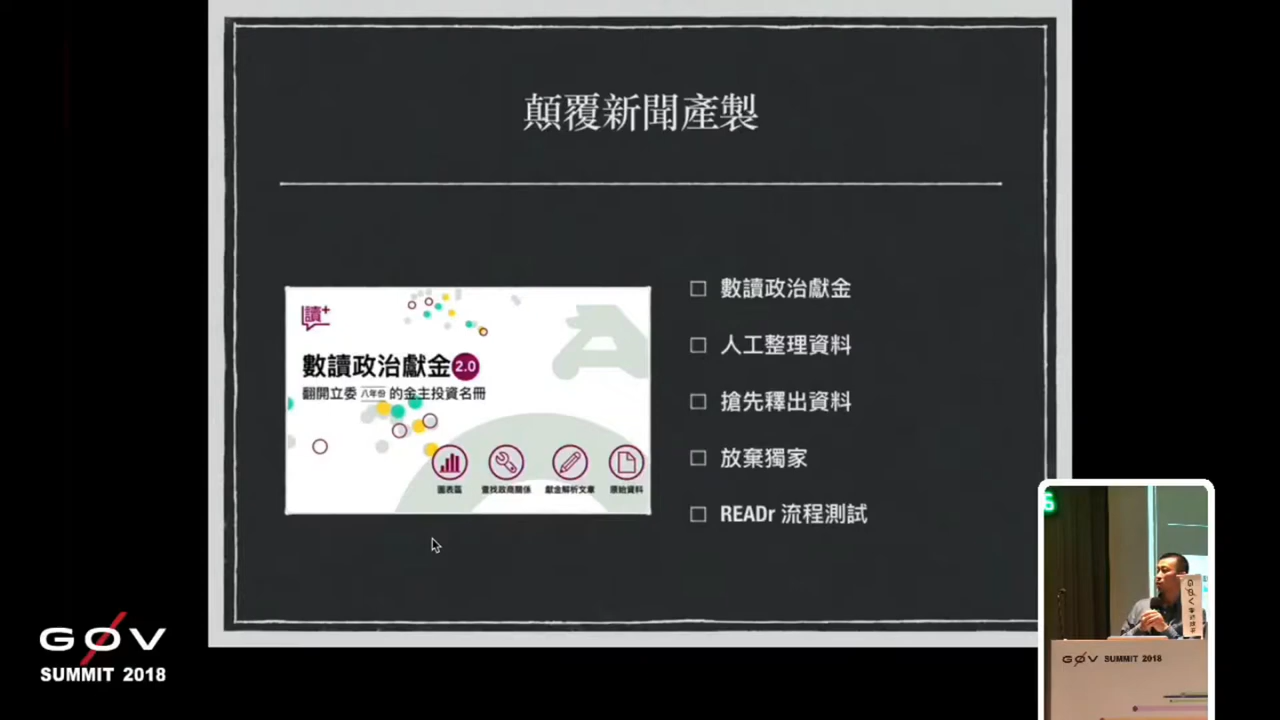 顛覆新聞產製
讀+
數讀政治獻金2.0
翻開立委 八年份 的金主投資名冊
圖表區
查找政商關係
獻金解析文章
原始資料
□ 數讀政治獻金
□ 人工整理資料
□ 搶先釋出資料
□ 放棄獨家
□ READr 流程測試
GØV
SUMMIT 2018
GØV SUMMIT 2018